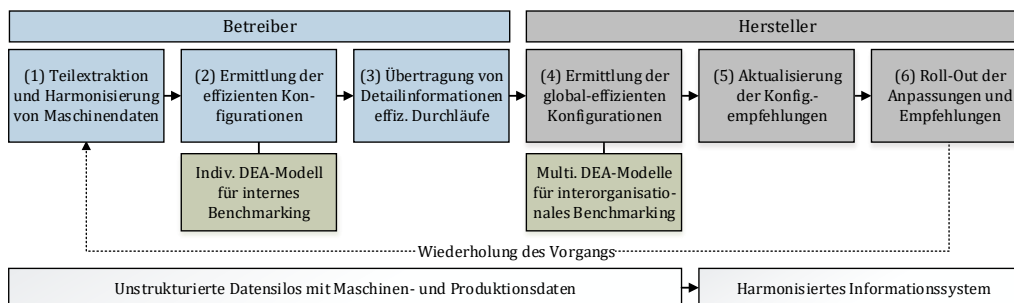 Betreiber
Hersteller
(1) Teilextraktion
und Harmonisierung
von Maschinendaten
(2) Ermittlung der
effizienten Kon-
figurationen
(3) Übertragung von
Detailinformationen
effiz. Durchläufe
(4) Ermittlung der
global-effizienten
Konfigurationen
(5) Aktualisierung
der Konfig.-
empfehlungen
(6) Roll-Out der
Anpassungen und
Empfehlungen
Indiv. DEA-Modell
für internes
Benchmarking
Multi. DEA-Modelle
für interorganisatio-
nales Benchmarking
Wiederholung des Vorgangs
Unstrukturierte Datensilos mit Maschinen- und Produktionsdaten
Harmonisiertes Informationssystem